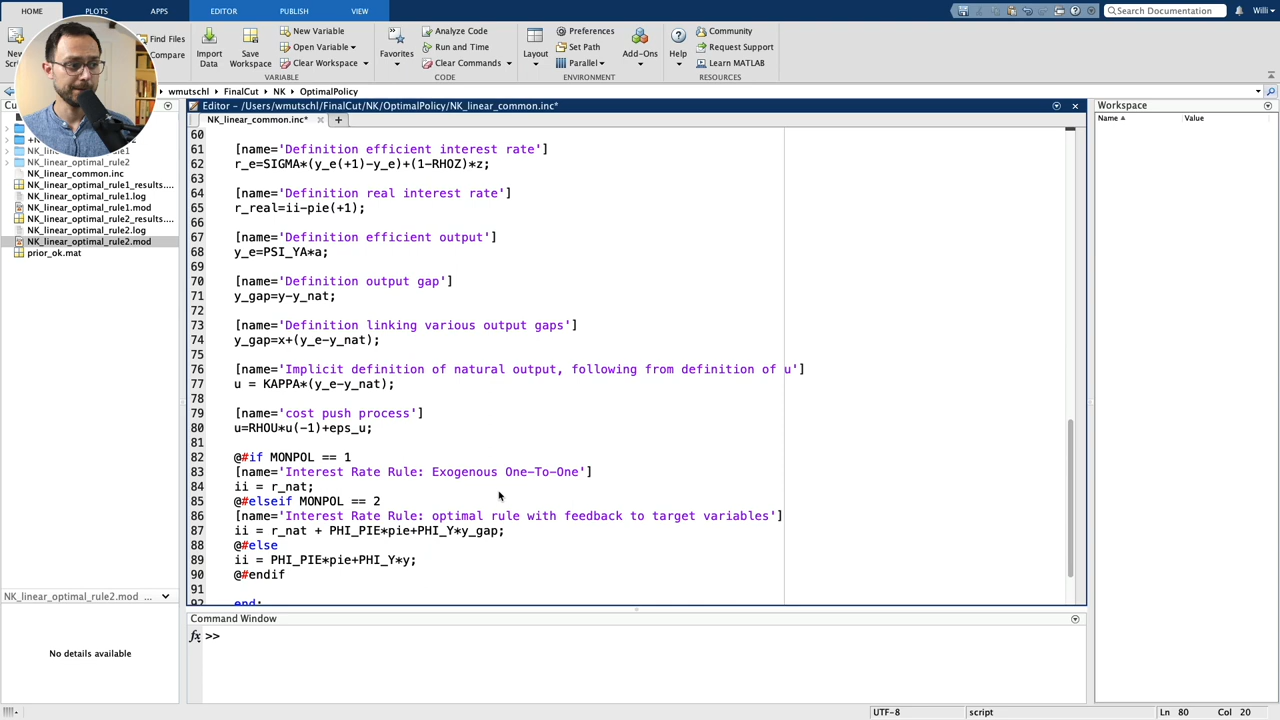 HOME
PLOTS
APPS
EDITOR
PUBLISH
VIEW
Search Documentation
Willi
New
Find Files
Compare
Import
Data
Save
Workspace
New Variable
Open Variable
Clear Workspace
VARIABLE
Favorites
Analyze Code
Run and Time
Clear Commands
CODE
Layout
Preferences
Set Path
Parallel
ENVIRONMENT
Add-Ons
Help
Community
Request Support
Learn MATLAB
RESOURCES
wmutschl
FinalCut
NK
OptimalPolicy
Editor - /Users/wmutschl/FinalCut/NK/OptimalPolicy/NK_linear_common.inc*
Workspace
NK_linear_common.inc*
Name
Value
NK_linear_optimal_rule2
NK_linear_common.inc
NK_linear_optimal_rule1_results....
NK_linear_optimal_rule1.log
NK_linear_optimal_rule1.mod
NK_linear_optimal_rule2_results....
NK_linear_optimal_rule2.log
NK_linear_optimal_rule2.mod
prior_ok.mat
60
61 [name='Definition efficient interest rate']
62 r_e=SIGMA*(y_e(+1)-y_e)+(1-RHOZ)*z;
63
64 [name='Definition real interest rate']
65 r_real=ii-pie(+1);
66
67 [name='Definition efficient output']
68 y_e=PSI_YA*a;
69
70 [name='Definition output gap']
71 y_gap=y-y_nat;
72
73 [name='Definition linking various output gaps']
74 y_gap=x+(y_e-y_nat);
75
76 [name='Implicit definition of natural output, following from definition of u']
77 u = KAPPA*(y_e-y_nat);
78
79 [name='cost push process']
80 u=RHOU*u(-1)+eps_u;
81
82 @#if MONPOL == 1
83 [name='Interest Rate Rule: Exogenous One-To-One']
84 ii = r_nat;
85 @#elseif MONPOL == 2
86 [name='Interest Rate Rule: optimal rule with feedback to target variables']
87 ii = r_nat + PHI_PIE*pie+PHI_Y*y_gap;
88 @#else
89 ii = PHI_PIE*pie+PHI_Y*y;
90 @#endif
91
92 end;
NK_linear_optimal_rule2.mod ...
No details available
Command Window
fx >>
UTF-8
script
Ln 80
Col 20